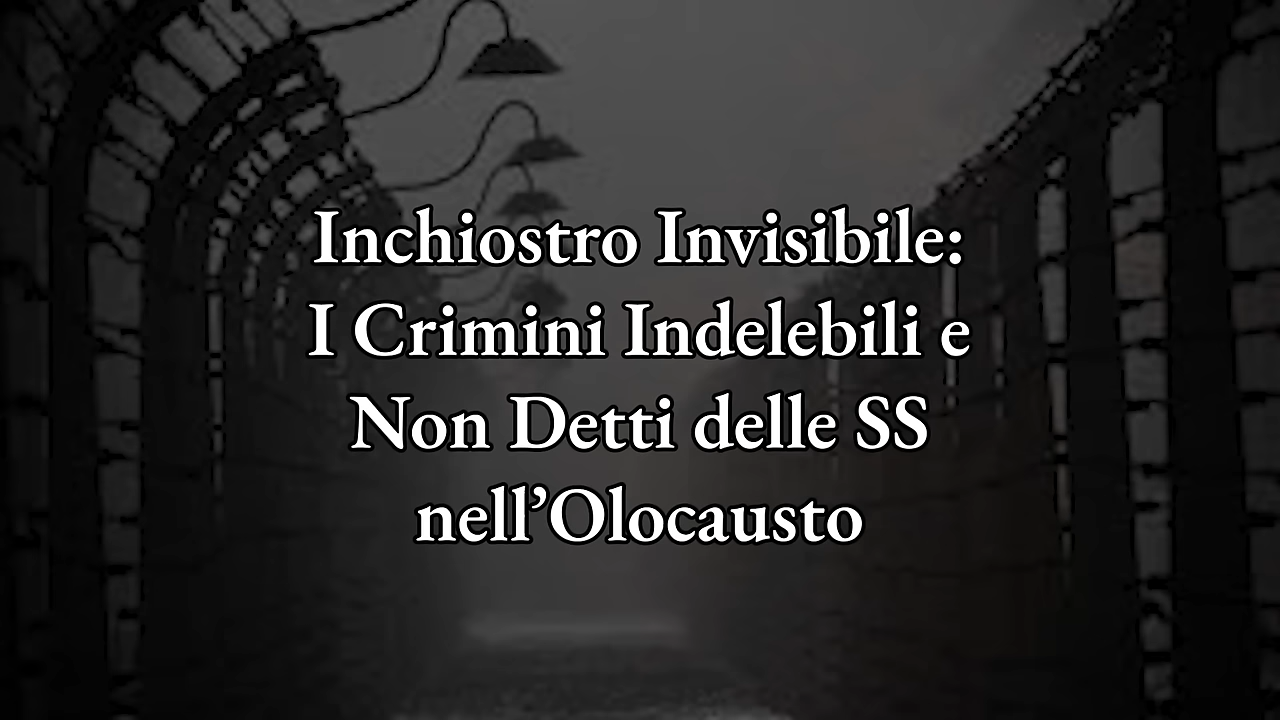 Inchiostro Invisibile:
I Crimini Indelebili e
Non Detti delle SS
nell’Olocausto